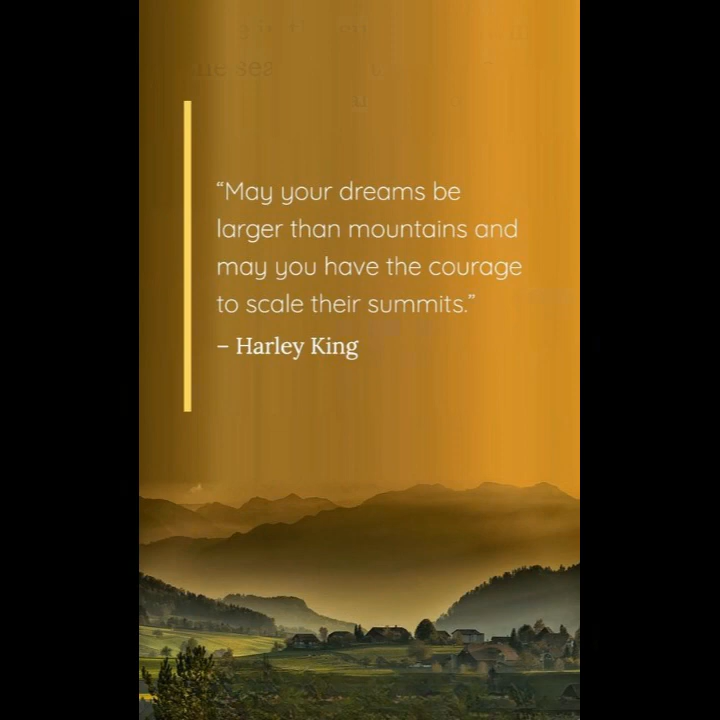 “May your dreams be
larger than mountains and
may you have the courage
to scale their summits.”
– Harley King